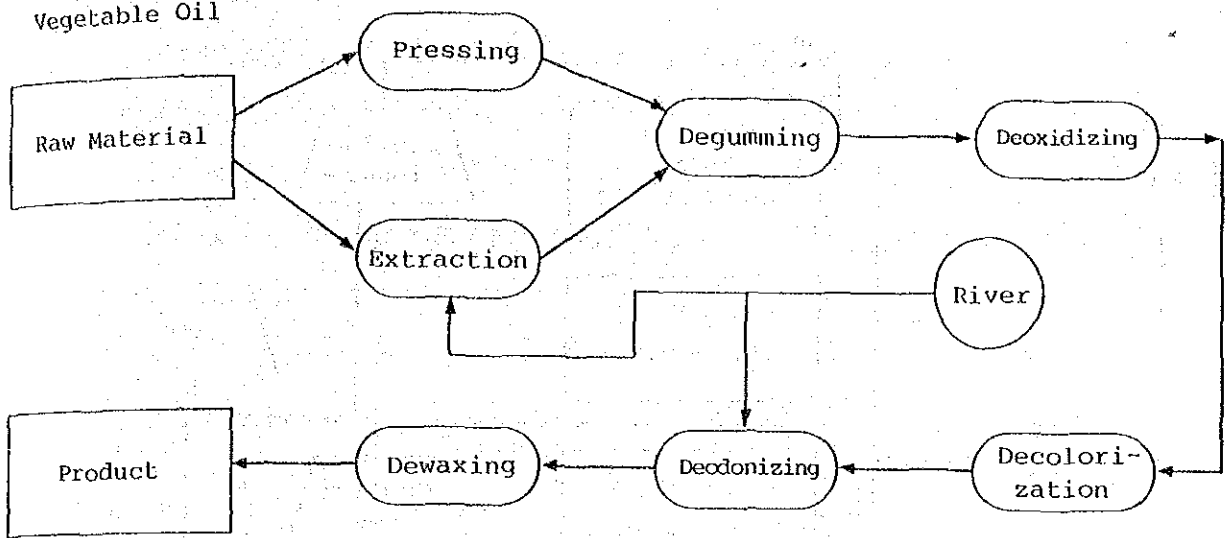 Vegetable Oil
Pressing
Raw Material
Degumming
Deoxidizing
Extraction
River
Product
Dewaxing
Deodonizing
Decolori-
zation